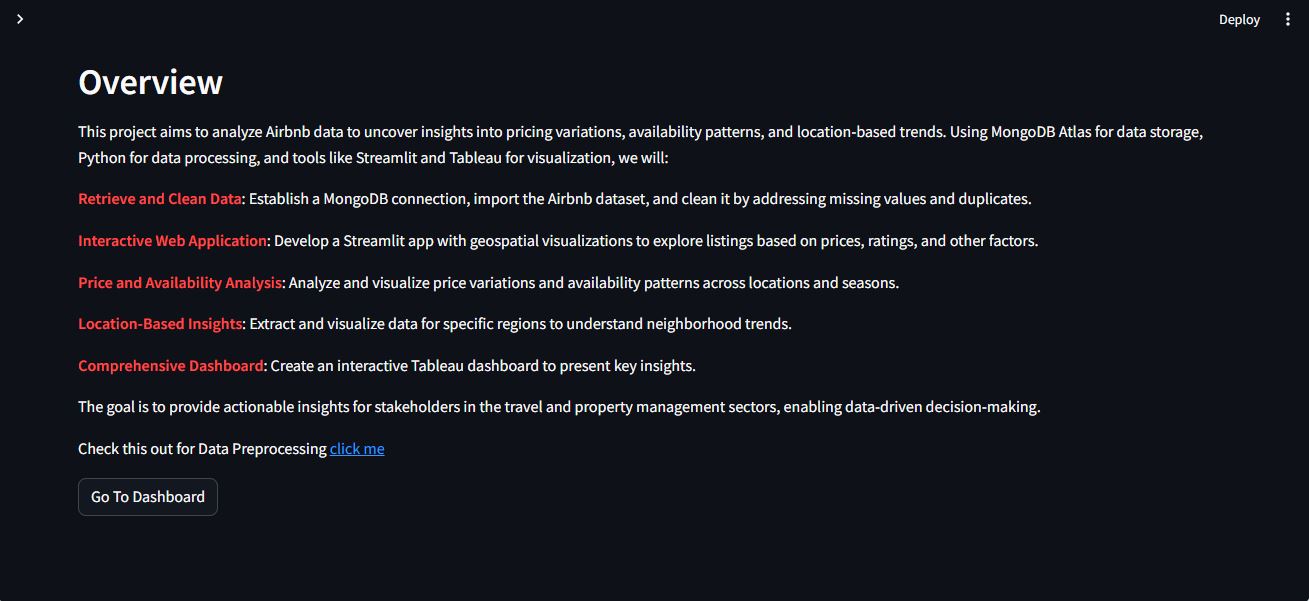 Deploy
Overview
This project aims to analyze Airbnb data to uncover insights into pricing variations, availability patterns, and location-based trends. Using MongoDB Atlas for data storage,
Python for data processing, and tools like Streamlit and Tableau for visualization, we will:
Retrieve and Clean Data: Establish a MongoDB connection, import the Airbnb dataset, and clean it by addressing missing values and duplicates.
Interactive Web Application: Develop a Streamlit app with geospatial visualizations to explore listings based on prices, ratings, and other factors.
Price and Availability Analysis: Analyze and visualize price variations and availability patterns across locations and seasons.
Location-Based Insights: Extract and visualize data for specific regions to understand neighborhood trends.
Comprehensive Dashboard: Create an interactive Tableau dashboard to present key insights.
The goal is to provide actionable insights for stakeholders in the travel and property management sectors, enabling data-driven decision-making.
Check this out for Data Preprocessing click me
Go To Dashboard